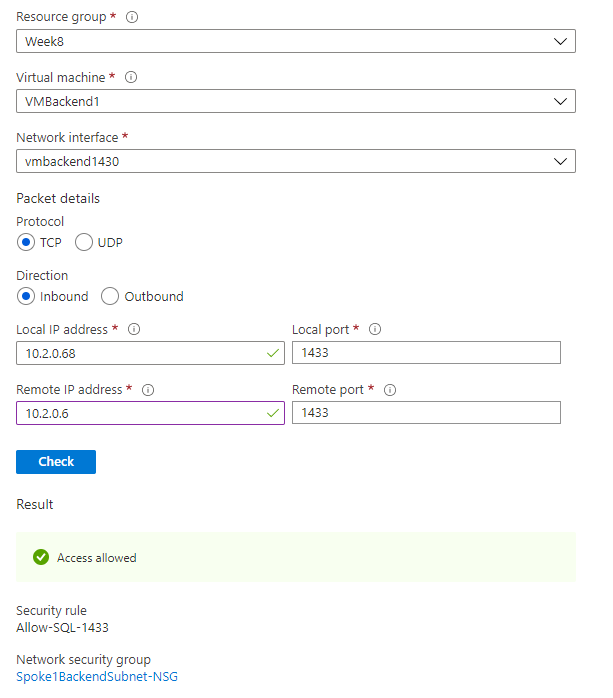 Resource group *
Week8
Virtual machine *
VMBackend1
Network interface *
vmbackend1430
Packet details
Protocol
TCP UDP
Direction
Inbound Outbound
Local IP address * Local port *
10.2.0.68 1433
Remote IP address * Remote port *
10.2.0.6 1433
Check
Result
Access allowed
Security rule
Allow-SQL-1433
Network security group
Spoke1BackendSubnet-NSG